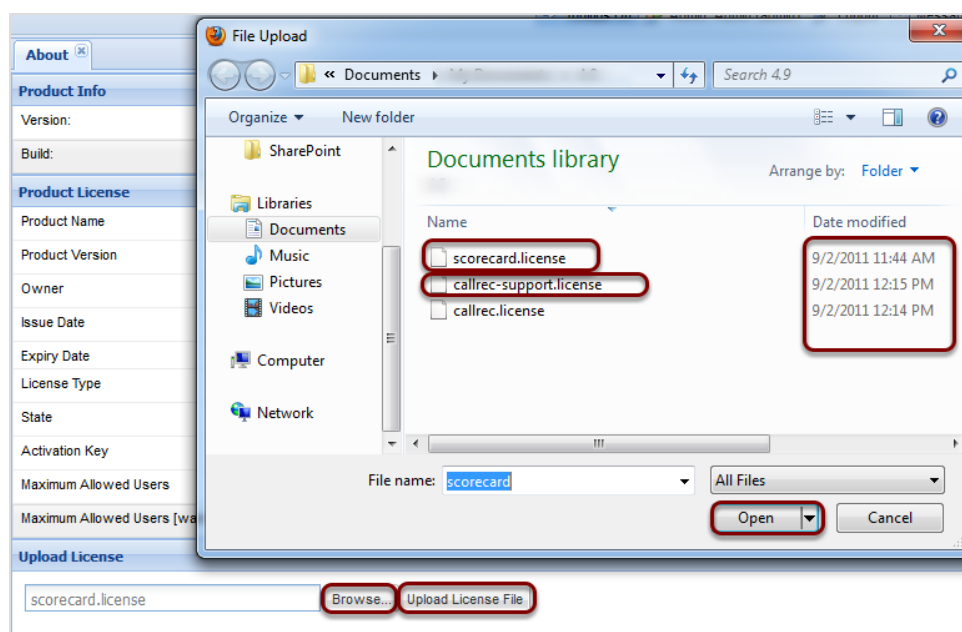 File Upload
About
« Documents
Search 4.9
Product Info
Version:
Build:
Product License
Product Name
Product Version
Owner
Issue Date
Expiry Date
License Type
State
Activation Key
Maximum Allowed Users
Maximum Allowed Users [wa
Organize New folder
SharePoint
Libraries
Documents
Music
Pictures
Videos
Computer
Network
Documents library
Arrange by: Folder
Name Date modified
scorecard.license 9/2/2011 11:44 AM
callrec-support.license 9/2/2011 12:15 PM
callrec.license 9/2/2011 12:14 PM
File name: scorecard All Files
Open Cancel
Upload License
scorecard.license Browse... Upload License File